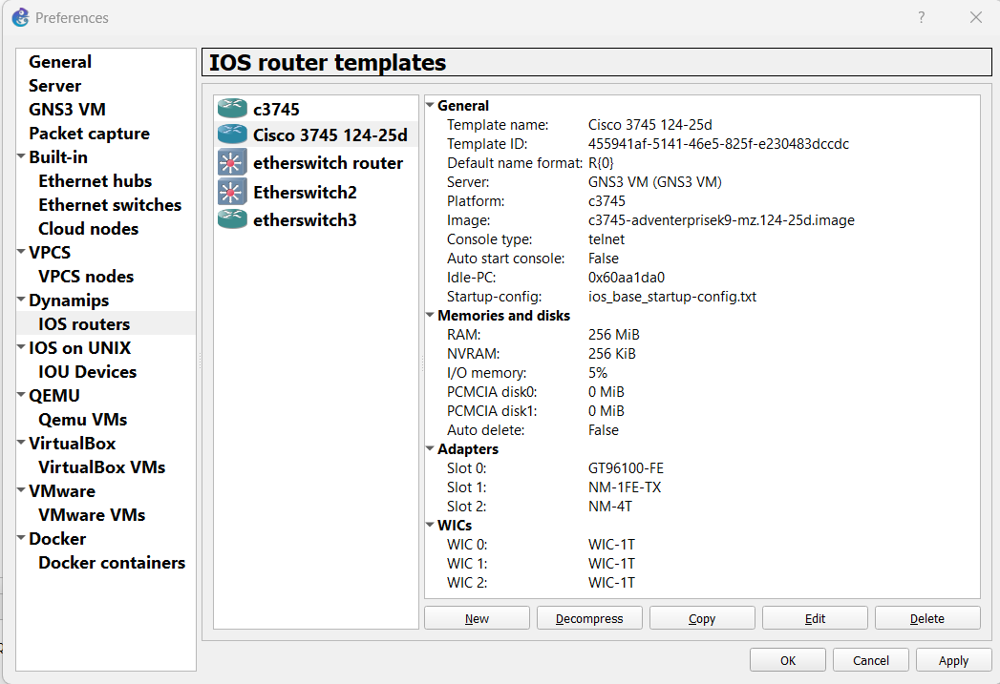 Preferences
?
General
Server
GNS3 VM
Packet capture
Built-in
Ethernet hubs
Ethernet switches
Cloud nodes
VPCS
VPCS nodes
Dynamips
IOS routers
IOS on UNIX
IOU Devices
QEMU
Qemu VMs
VirtualBox
VirtualBox VMs
VMware
VMware VMs
Docker
Docker containers
IOS router templates
c3745
Cisco 3745 124-25d
etherswitch router
Etherswitch2
etherswitch3
General
Template name: Cisco 3745 124-25d
Template ID: 455941af-5141-46e5-825f-e230483dccdc
Default name format: R{0}
Server: GNS3 VM (GNS3 VM)
Platform: c3745
Image: c3745-adventerprisek9-mz.124-25d.image
Console type: telnet
Auto start console: False
Idle-PC: 0x60aa1da0
Startup-config: ios_base_startup-config.txt
Memories and disks
RAM: 256 MiB
NVRAM: 256 KiB
I/O memory: 5%
PCMCIA disk0: 0 MiB
PCMCIA disk1: 0 MiB
Auto delete: False
Adapters
Slot 0: GT96100-FE
Slot 1: NM-1FE-TX
Slot 2: NM-4T
WICs
WIC 0: WIC-1T
WIC 1: WIC-1T
WIC 2: WIC-1T
New Decompress Copy Edit Delete
OK Cancel Apply